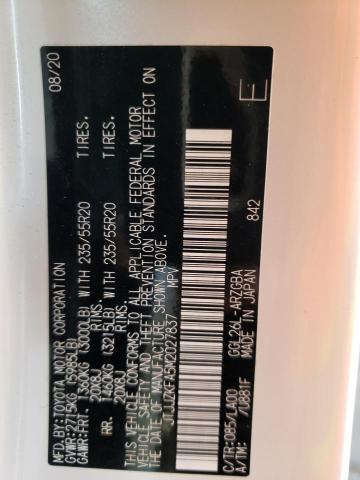 MFD.BY:TOYOTA MOTOR CORPORATION 08/20
GVWR:2715KG (5985LB)
GAWR:FRT. 1360KG (3000LB) WITH 235/55R20 TIRES.
20X8J RIMS.
RR. 1460KG (3215LB) WITH 235/55R20 TIRES.
20X8J RIMS.
THIS VEHICLE CONFORMS TO ALL APPLICABLE FEDERAL MOTOR
VEHICLE SAFETY AND THEFT PREVENTION STANDARDS IN EFFECT ON
THE DATE OF MANUFACTURE SHOWN ABOVE.
MPV
C/TR:085/LA00 GGL26L-ARZGBA
A/TM: /UB81F MADE IN JAPAN 842
E